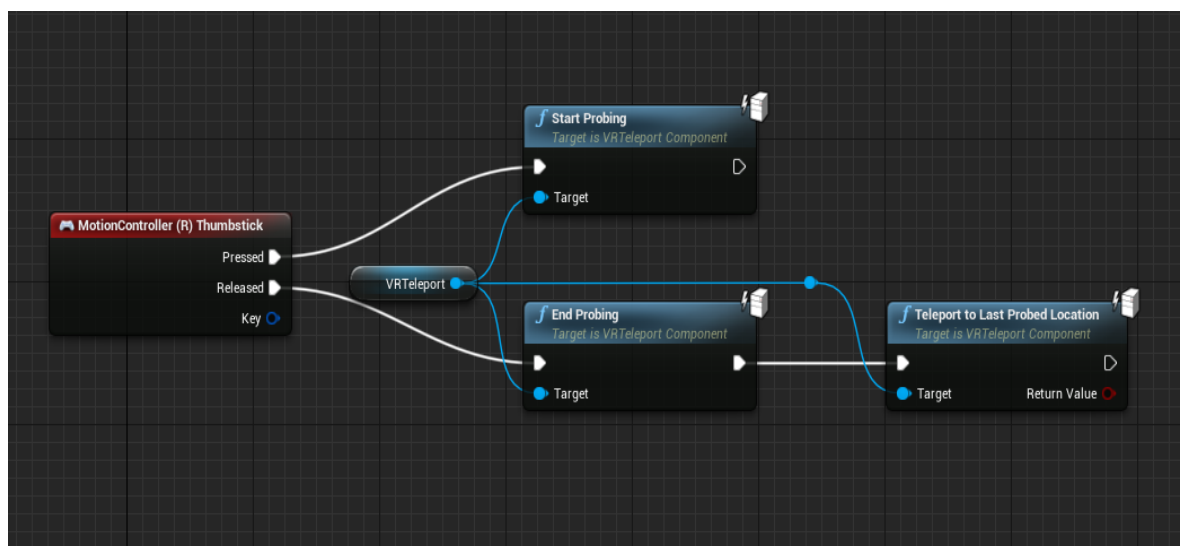 MotionController (R) Thumbstick
Pressed
Released
Key
VRTeleport
f Start Probing
Target is VRTeleport Component
Target
f End Probing
Target is VRTeleport Component
Target
f Teleport to Last Probed Location
Target is VRTeleport Component
Target Return Value